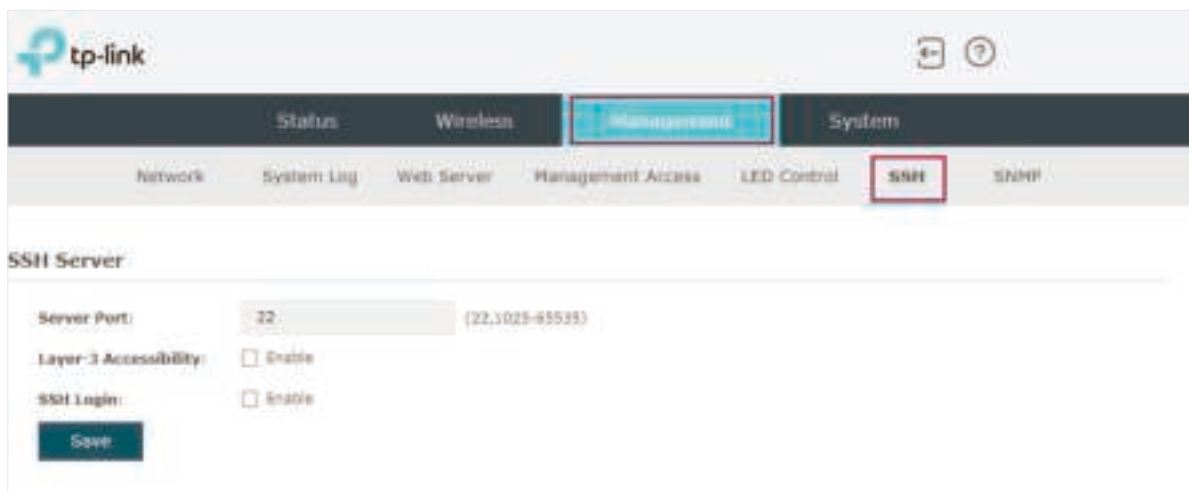 tp-link
Status Wireless Management System
Network System Log Web Server Management Access LED Control SSH SNMP
SSH Server
Server Port: 22 (22,1025-65535)
Layer-3 Accessibility: Enable
SSH Login: Enable
Save